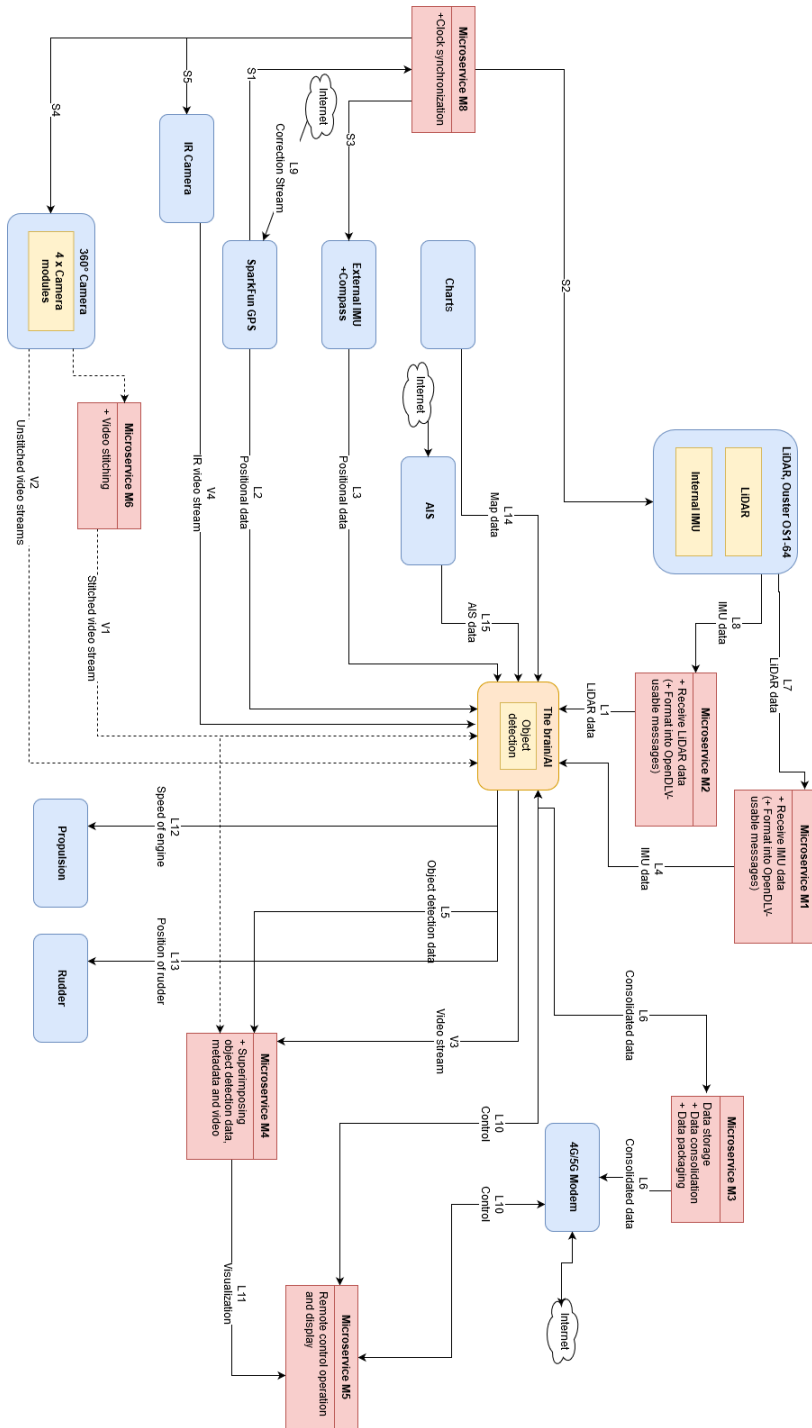 Microservice M8
+Clock synchronization
S4
S5
S1
Internet
S3
S2
L9
Correction Stream
IR Camera
360° Camera
4 x Camera
modules
SparkFun GPS
External IMU
+Compass
Charts
Internet
AIS
LiDAR, Ouster OS1-64
LiDAR
Internal IMU
Microservice M6
+ Video stitching
V2
Unstitched video streams
V1
Stitched video stream
V4
IR video stream
L2
Positional data
L3
Positional data
L14
Map data
L15
AIS data
L8
IMU data
L7
LiDAR data
Microservice M2
+ Receive LiDAR data
(+ Format into OpenDLV-
usable messages)
Microservice M1
+ Receive IMU data
(+ Format into OpenDLV-
usable messages)
L1
LiDAR data
L4
IMU data
The brain/AI
Object
detection
Propulsion
L12
Speed of engine
Rudder
L13
Position of rudder
L5
Object detection data
V3
Video stream
L6
Consolidated data
Microservice M3
Data storage
+ Data consolidation
+ Data packaging
L6
Consolidated data
Microservice M4
+ Superimposing
object detection data,
metadata and video
L10
Control
4G/5G Modem
L10
Control
Internet
L11
Visualization
Microservice M5
Remote control operation
and display